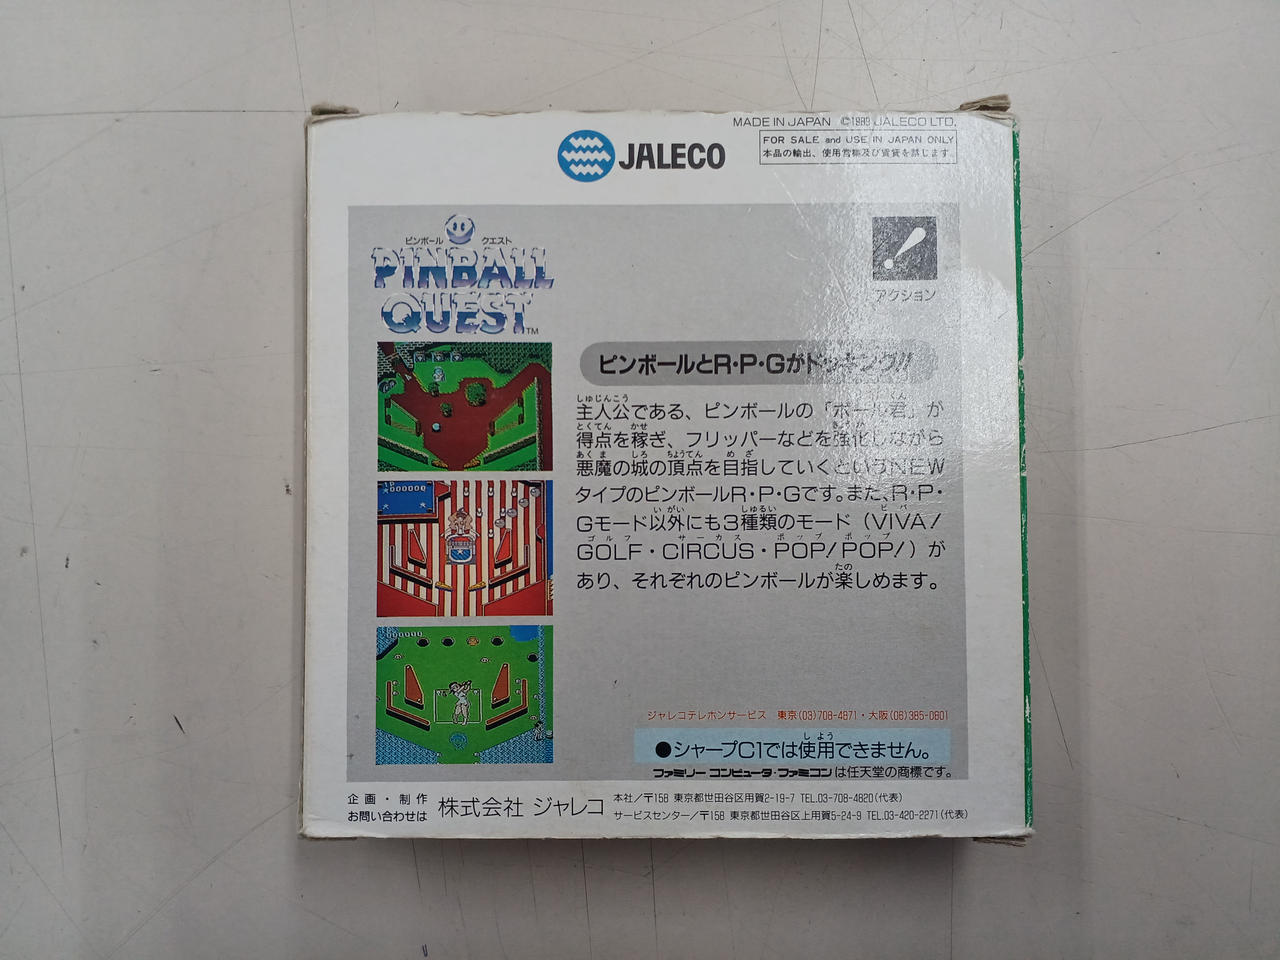 MADE IN JAPAN ©1989 JALECO LTD.
FOR SALE and USE IN JAPAN ONLY
本品の輸出、使用営業及び賃貸を禁じます。
JALECO
ピンボール クエスト
PINBALL
QUEST™
アクション
ピンボールとR・P・Gがドッキング!!
主人公である、ピンボールの「ボール君」が
得点を稼ぎ、フリッパーなどを強化しながら
悪魔の城の頂点を目指していくというNEW
タイプのピンボールR・P・Gです。また、R・P・
Gモード以外にも3種類のモード(VIVA!
GOLF・CIRCUS・POP!POP!)が
あり、それぞれのピンボールが楽しめます。
ジャレコテレホンサービス 東京(03)708-4871・大阪(06)385-0801
●シャープC1では使用できません。
ファミリーコンピュータ・ファミコンは任天堂の商標です。
企画・制作
お問い合わせは
株式会社 ジャレコ
本社/〒158 東京都世田谷区用賀2-19-7 TEL.03-708-4820(代表)
サービスセンター/〒158 東京都世田谷区上用賀5-24-9 TEL.03-420-2271(代表)